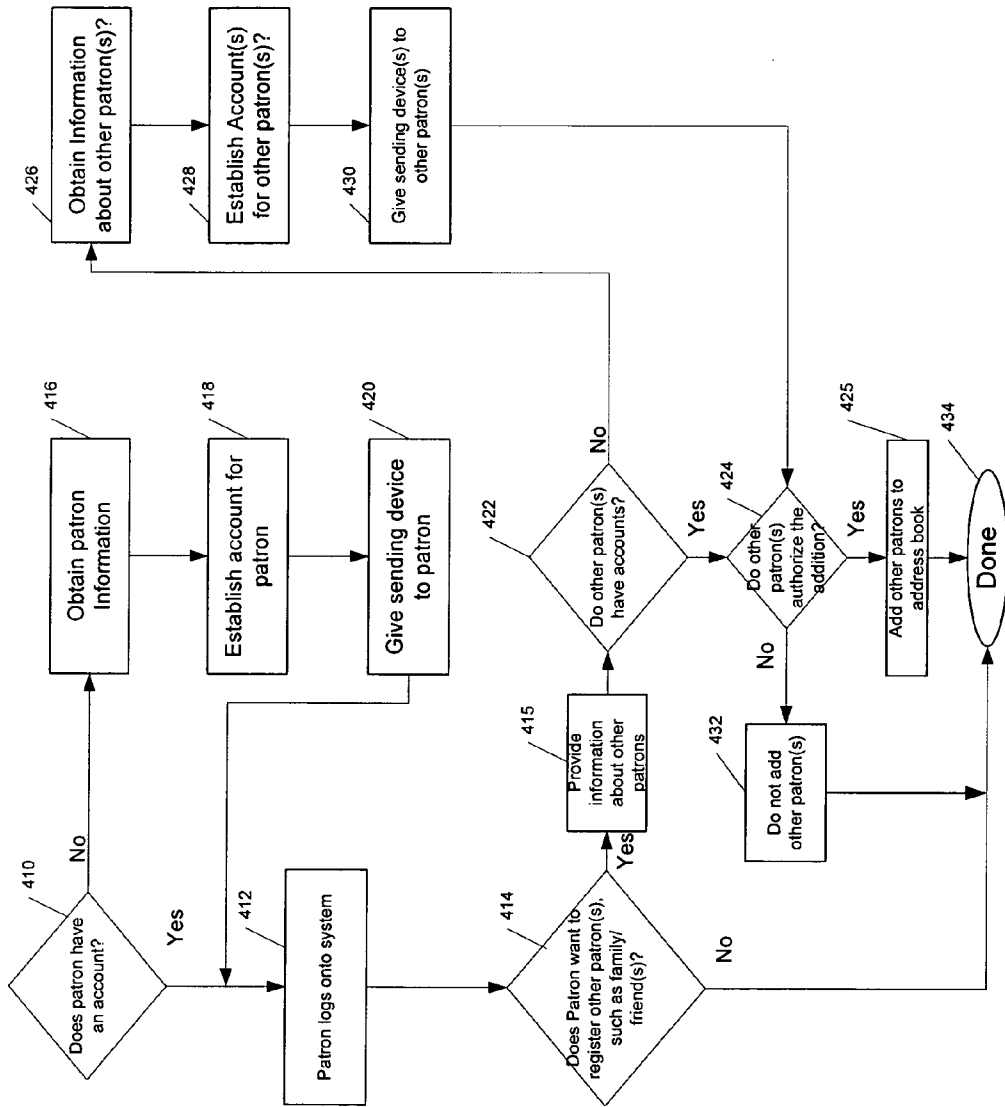 410
Does patron have
an account?
No
Yes
416
Obtain patron
Information
418
Establish account for
patron
420
Give sending device
to patron
412
Patron logs onto system
414
Does Patron want to
register other patron(s),
such as family/
friend(s)?
Yes
No
415
Provide
information
about other
patrons
422
Do other patron(s)
have accounts?
No
Yes
426
Obtain Information
about other patron(s)?
428
Establish Account(s)
for other patron(s)?
430
Give sending device(s) to
other patron(s)
424
Do other
patron(s)
authorize the
addition?
No
Yes
432
Do not add
other patron(s)
425
Add other patrons to
address book
434
Done